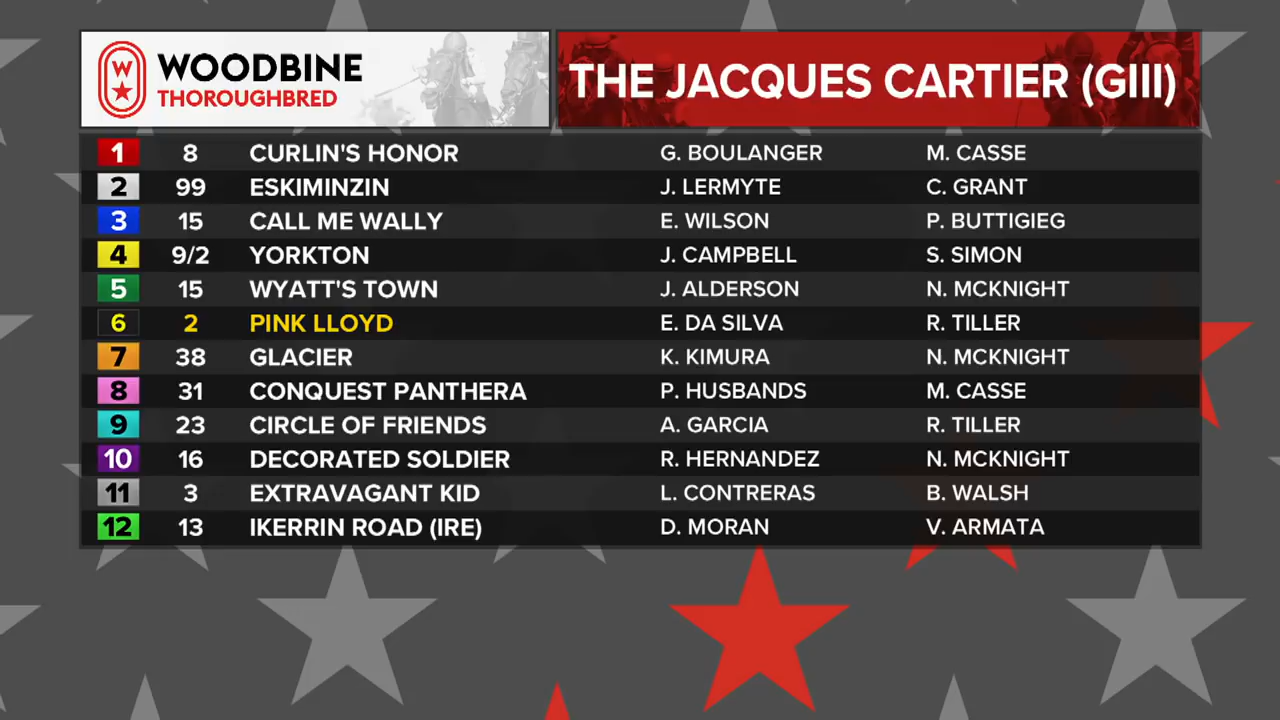 W
WOODBINE
THOROUGHBRED
THE JACQUES CARTIER (GIII)
1 8 CURLIN'S HONOR G. BOULANGER M. CASSE
2 99 ESKIMINZIN J. LERMYTE C. GRANT
3 15 CALL ME WALLY E. WILSON P. BUTTIGIEG
4 9/2 YORKTON J. CAMPBELL S. SIMON
5 15 WYATT'S TOWN J. ALDERSON N. MCKNIGHT
6 2 PINK LLOYD E. DA SILVA R. TILLER
7 38 GLACIER K. KIMURA N. MCKNIGHT
8 31 CONQUEST PANTHERA P. HUSBANDS M. CASSE
9 23 CIRCLE OF FRIENDS A. GARCIA R. TILLER
10 16 DECORATED SOLDIER R. HERNANDEZ N. MCKNIGHT
11 3 EXTRAVAGANT KID L. CONTRERAS B. WALSH
12 13 IKERRIN ROAD (IRE) D. MORAN V. ARMATA